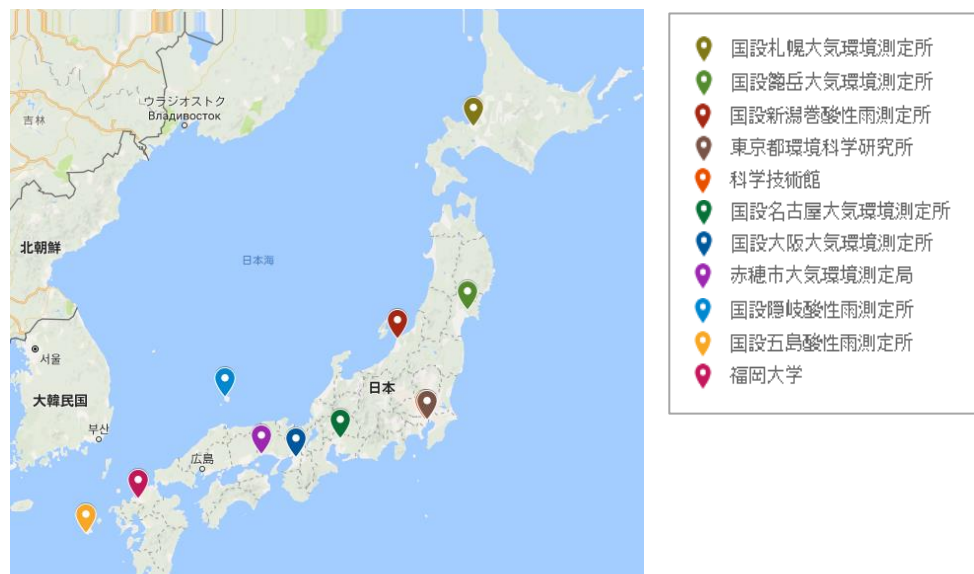 ウラジオストク
Владивосток
吉林
北朝鮮
日本海
서울
大韓民国
日本
부산
広島
国設札幌大気環境測定所
国設箆岳大気環境測定所
国設新潟巻酸性雨測定所
東京都環境科学研究所
科学技術館
国設名古屋大気環境測定所
国設大阪大気環境測定所
赤穂市大気環境測定局
国設隠岐酸性雨測定所
国設五島酸性雨測定所
福岡大学